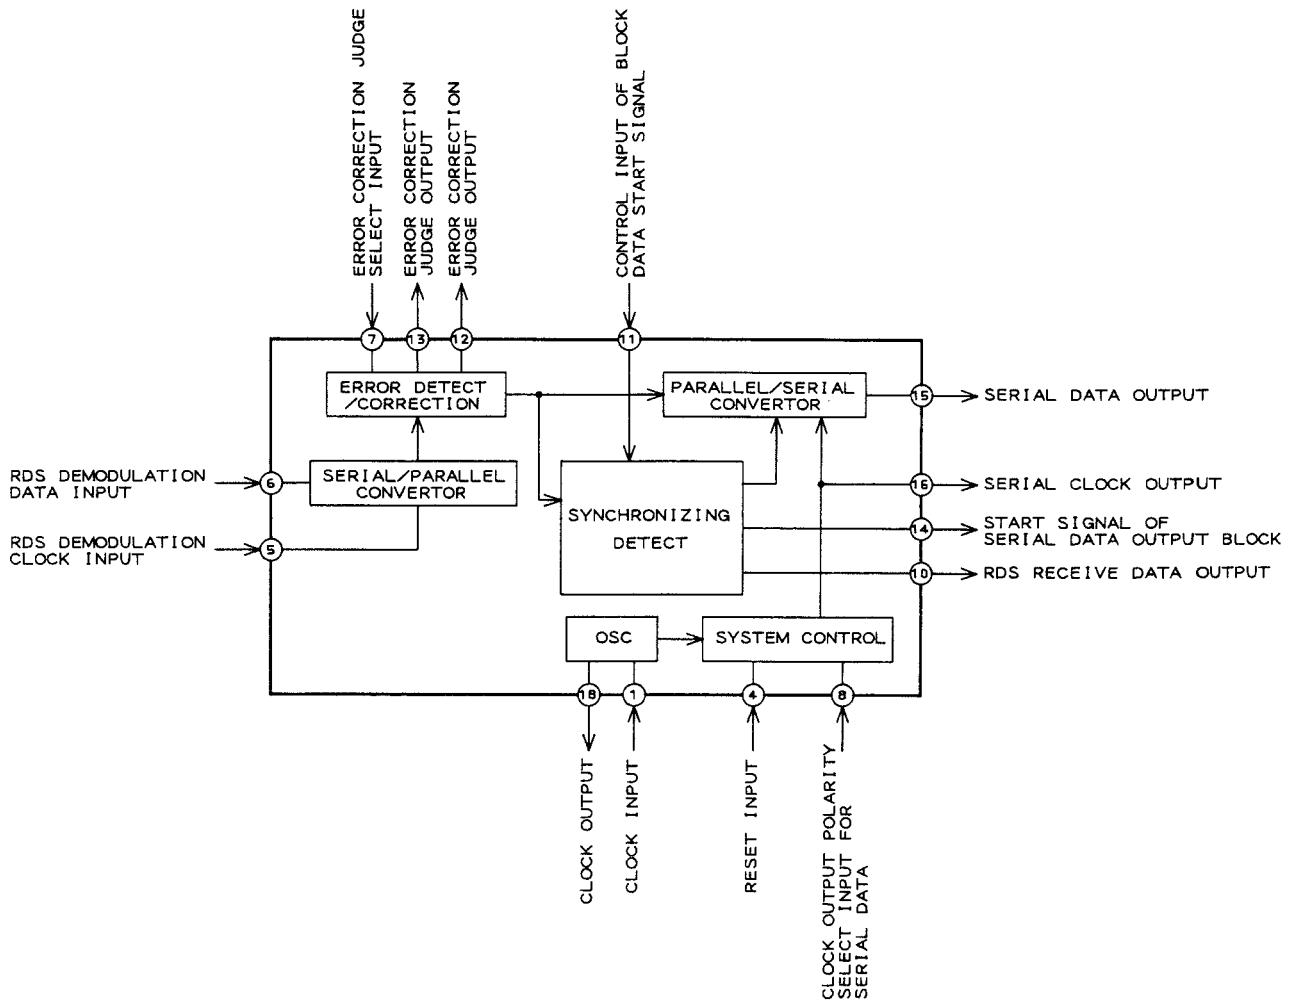 ERROR CORRECTION JUDGE
SELECT INPUT
ERROR CORRECTION
JUDGE OUTPUT
ERROR CORRECTION
JUDGE OUTPUT
CONTROL INPUT OF BLOCK
DATA START SIGNAL
7
13
12
11
ERROR DETECT
/CORRECTION
PARALLEL/SERIAL
CONVERTOR
15
SERIAL DATA OUTPUT
RDS DEMODULATION
DATA INPUT
6
SERIAL/PARALLEL
CONVERTOR
16
SERIAL CLOCK OUTPUT
SYNCHRONIZING
DETECT
14
START SIGNAL OF
SERIAL DATA OUTPUT BLOCK
RDS DEMODULATION
CLOCK INPUT
5
10
RDS RECEIVE DATA OUTPUT
OSC
SYSTEM CONTROL
18
1
4
8
CLOCK OUTPUT
CLOCK INPUT
RESET INPUT
CLOCK OUTPUT POLARITY
SELECT INPUT FOR
SERIAL DATA